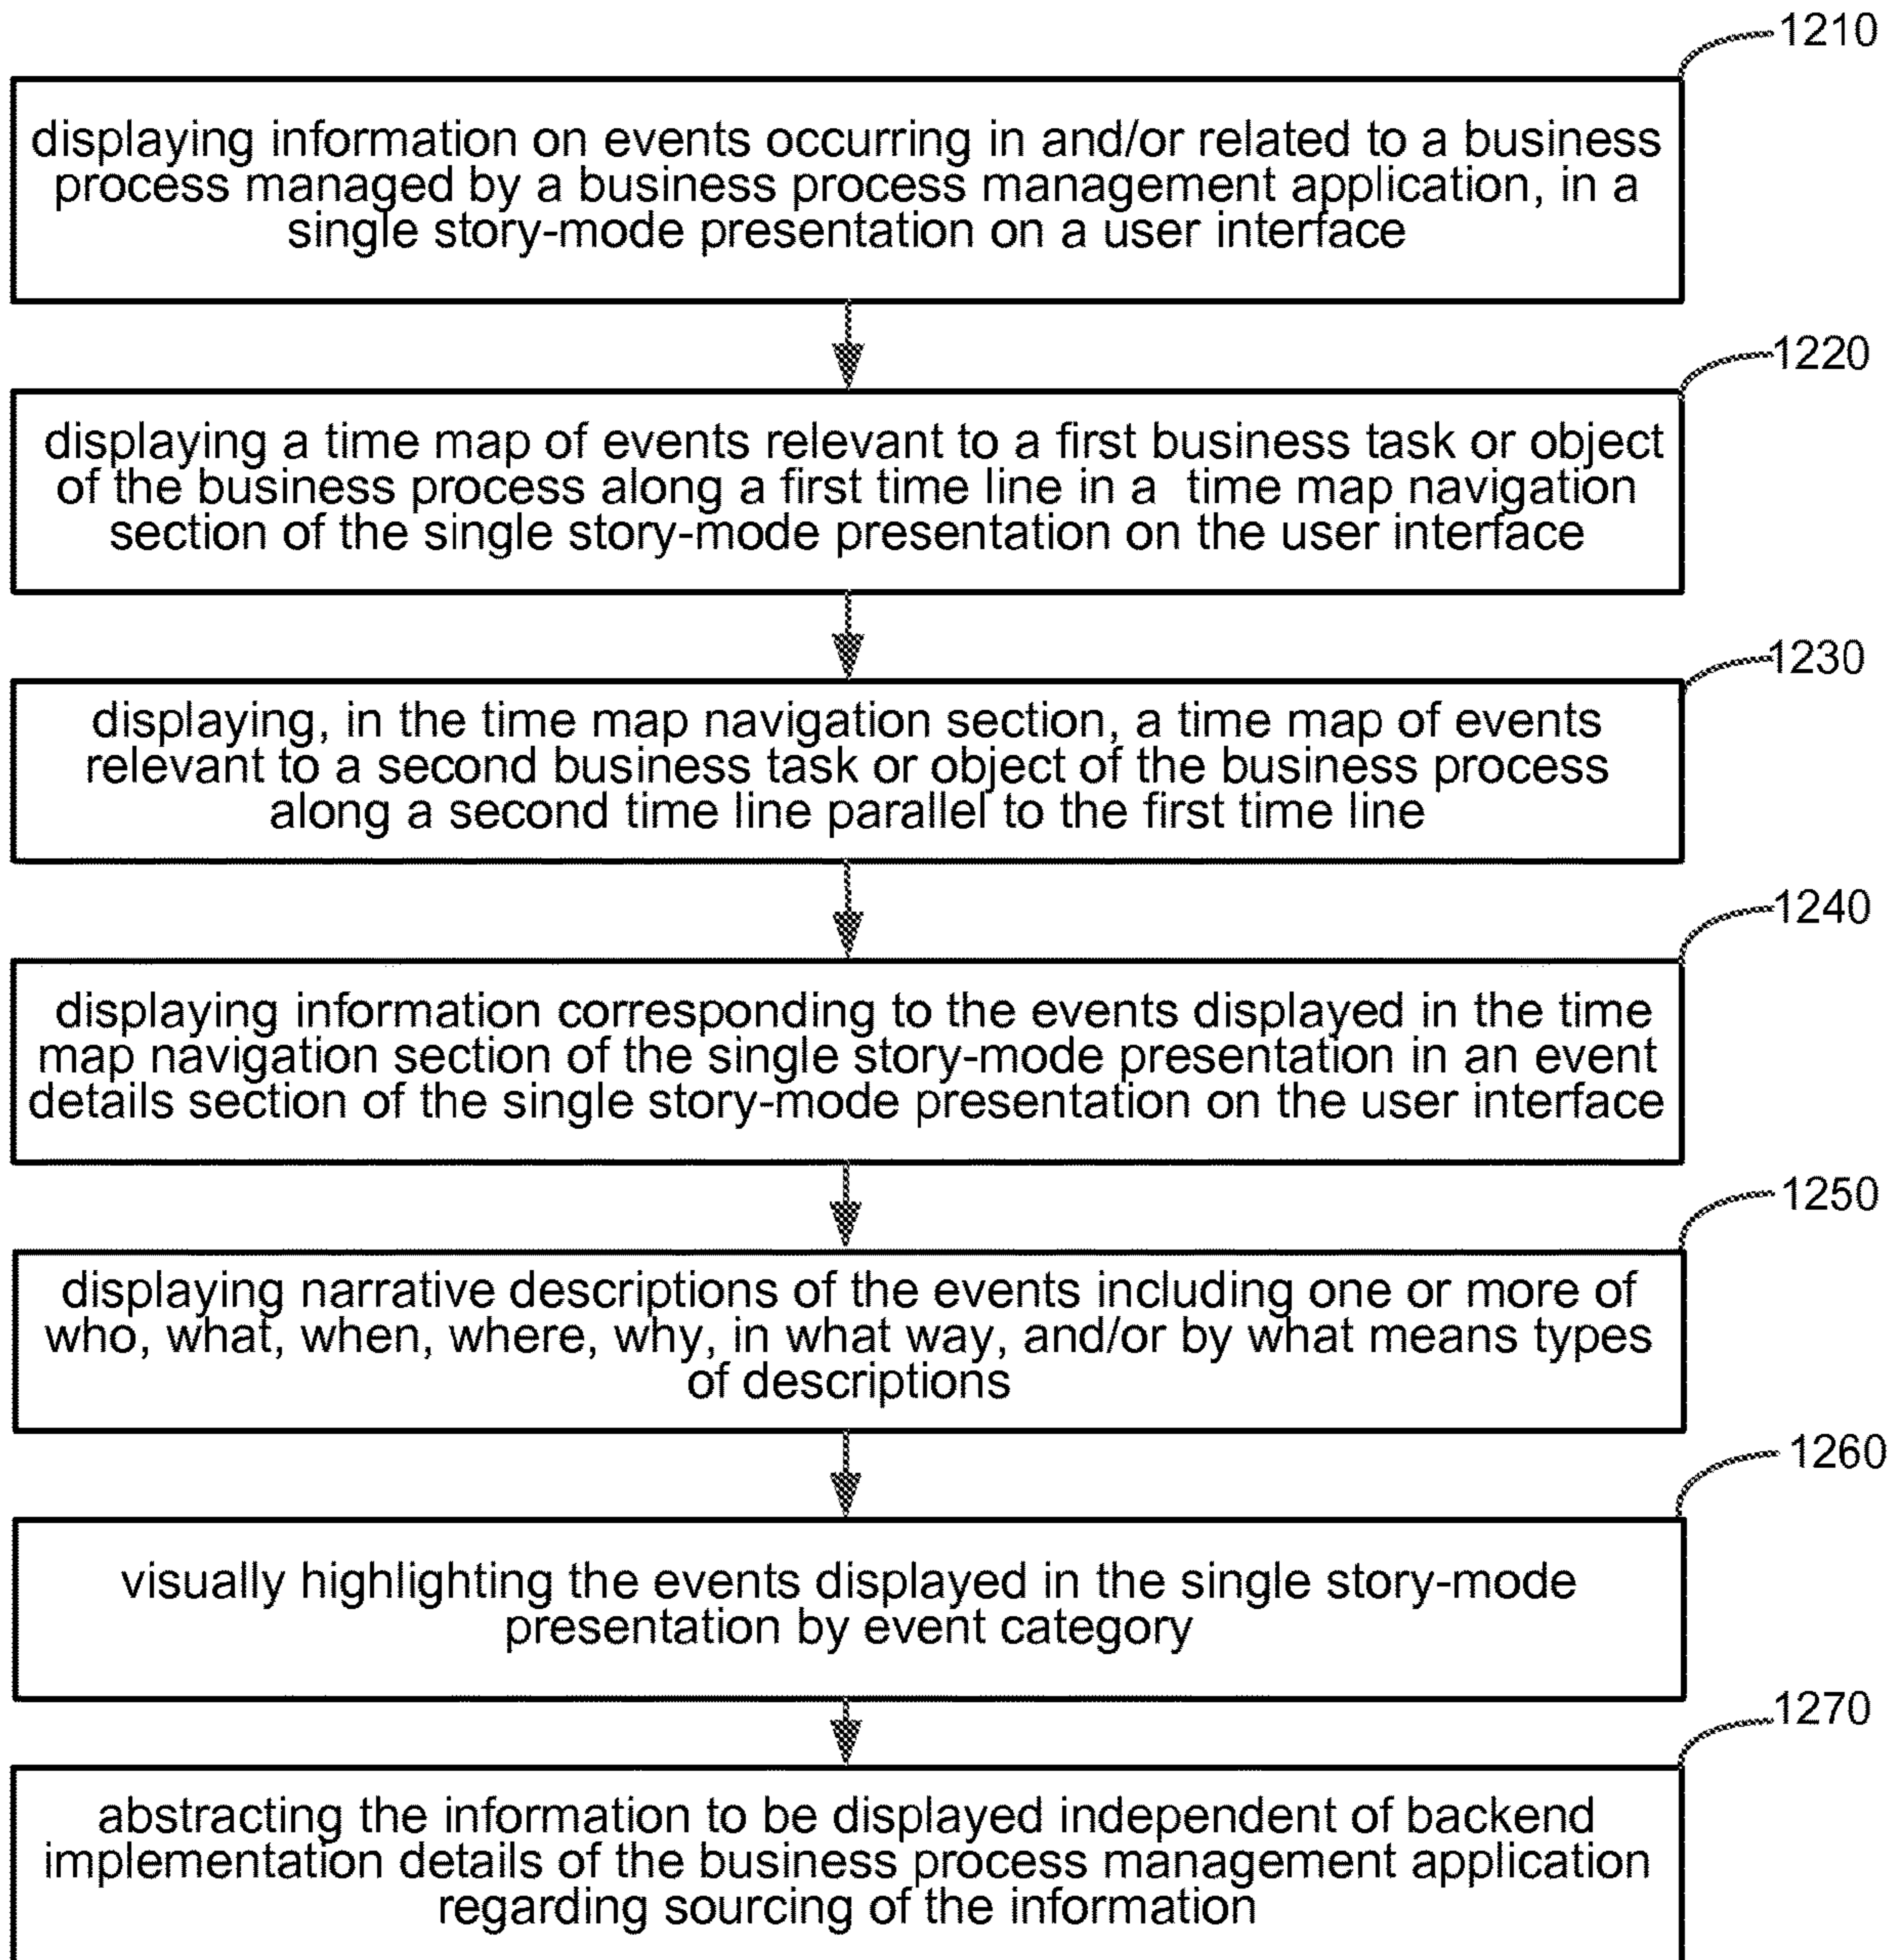 1210
displaying information on events occurring in and/or related to a business
process managed by a business process management application, in a
single story-mode presentation on a user interface
1220
displaying a time map of events relevant to a first business task or object
of the business process along a first time line in a time map navigation
section of the single story-mode presentation on the user interface
1230
displaying, in the time map navigation section, a time map of events
relevant to a second business task or object of the business process
along a second time line parallel to the first time line
1240
displaying information corresponding to the events displayed in the time
map navigation section of the single story-mode presentation in an event
details section of the single story-mode presentation on the user interface
1250
displaying narrative descriptions of the events including one or more of
who, what, when, where, why, in what way, and/or by what means types
of descriptions
1260
visually highlighting the events displayed in the single story-mode
presentation by event category
1270
abstracting the information to be displayed independent of backend
implementation details of the business process management application
regarding sourcing of the information